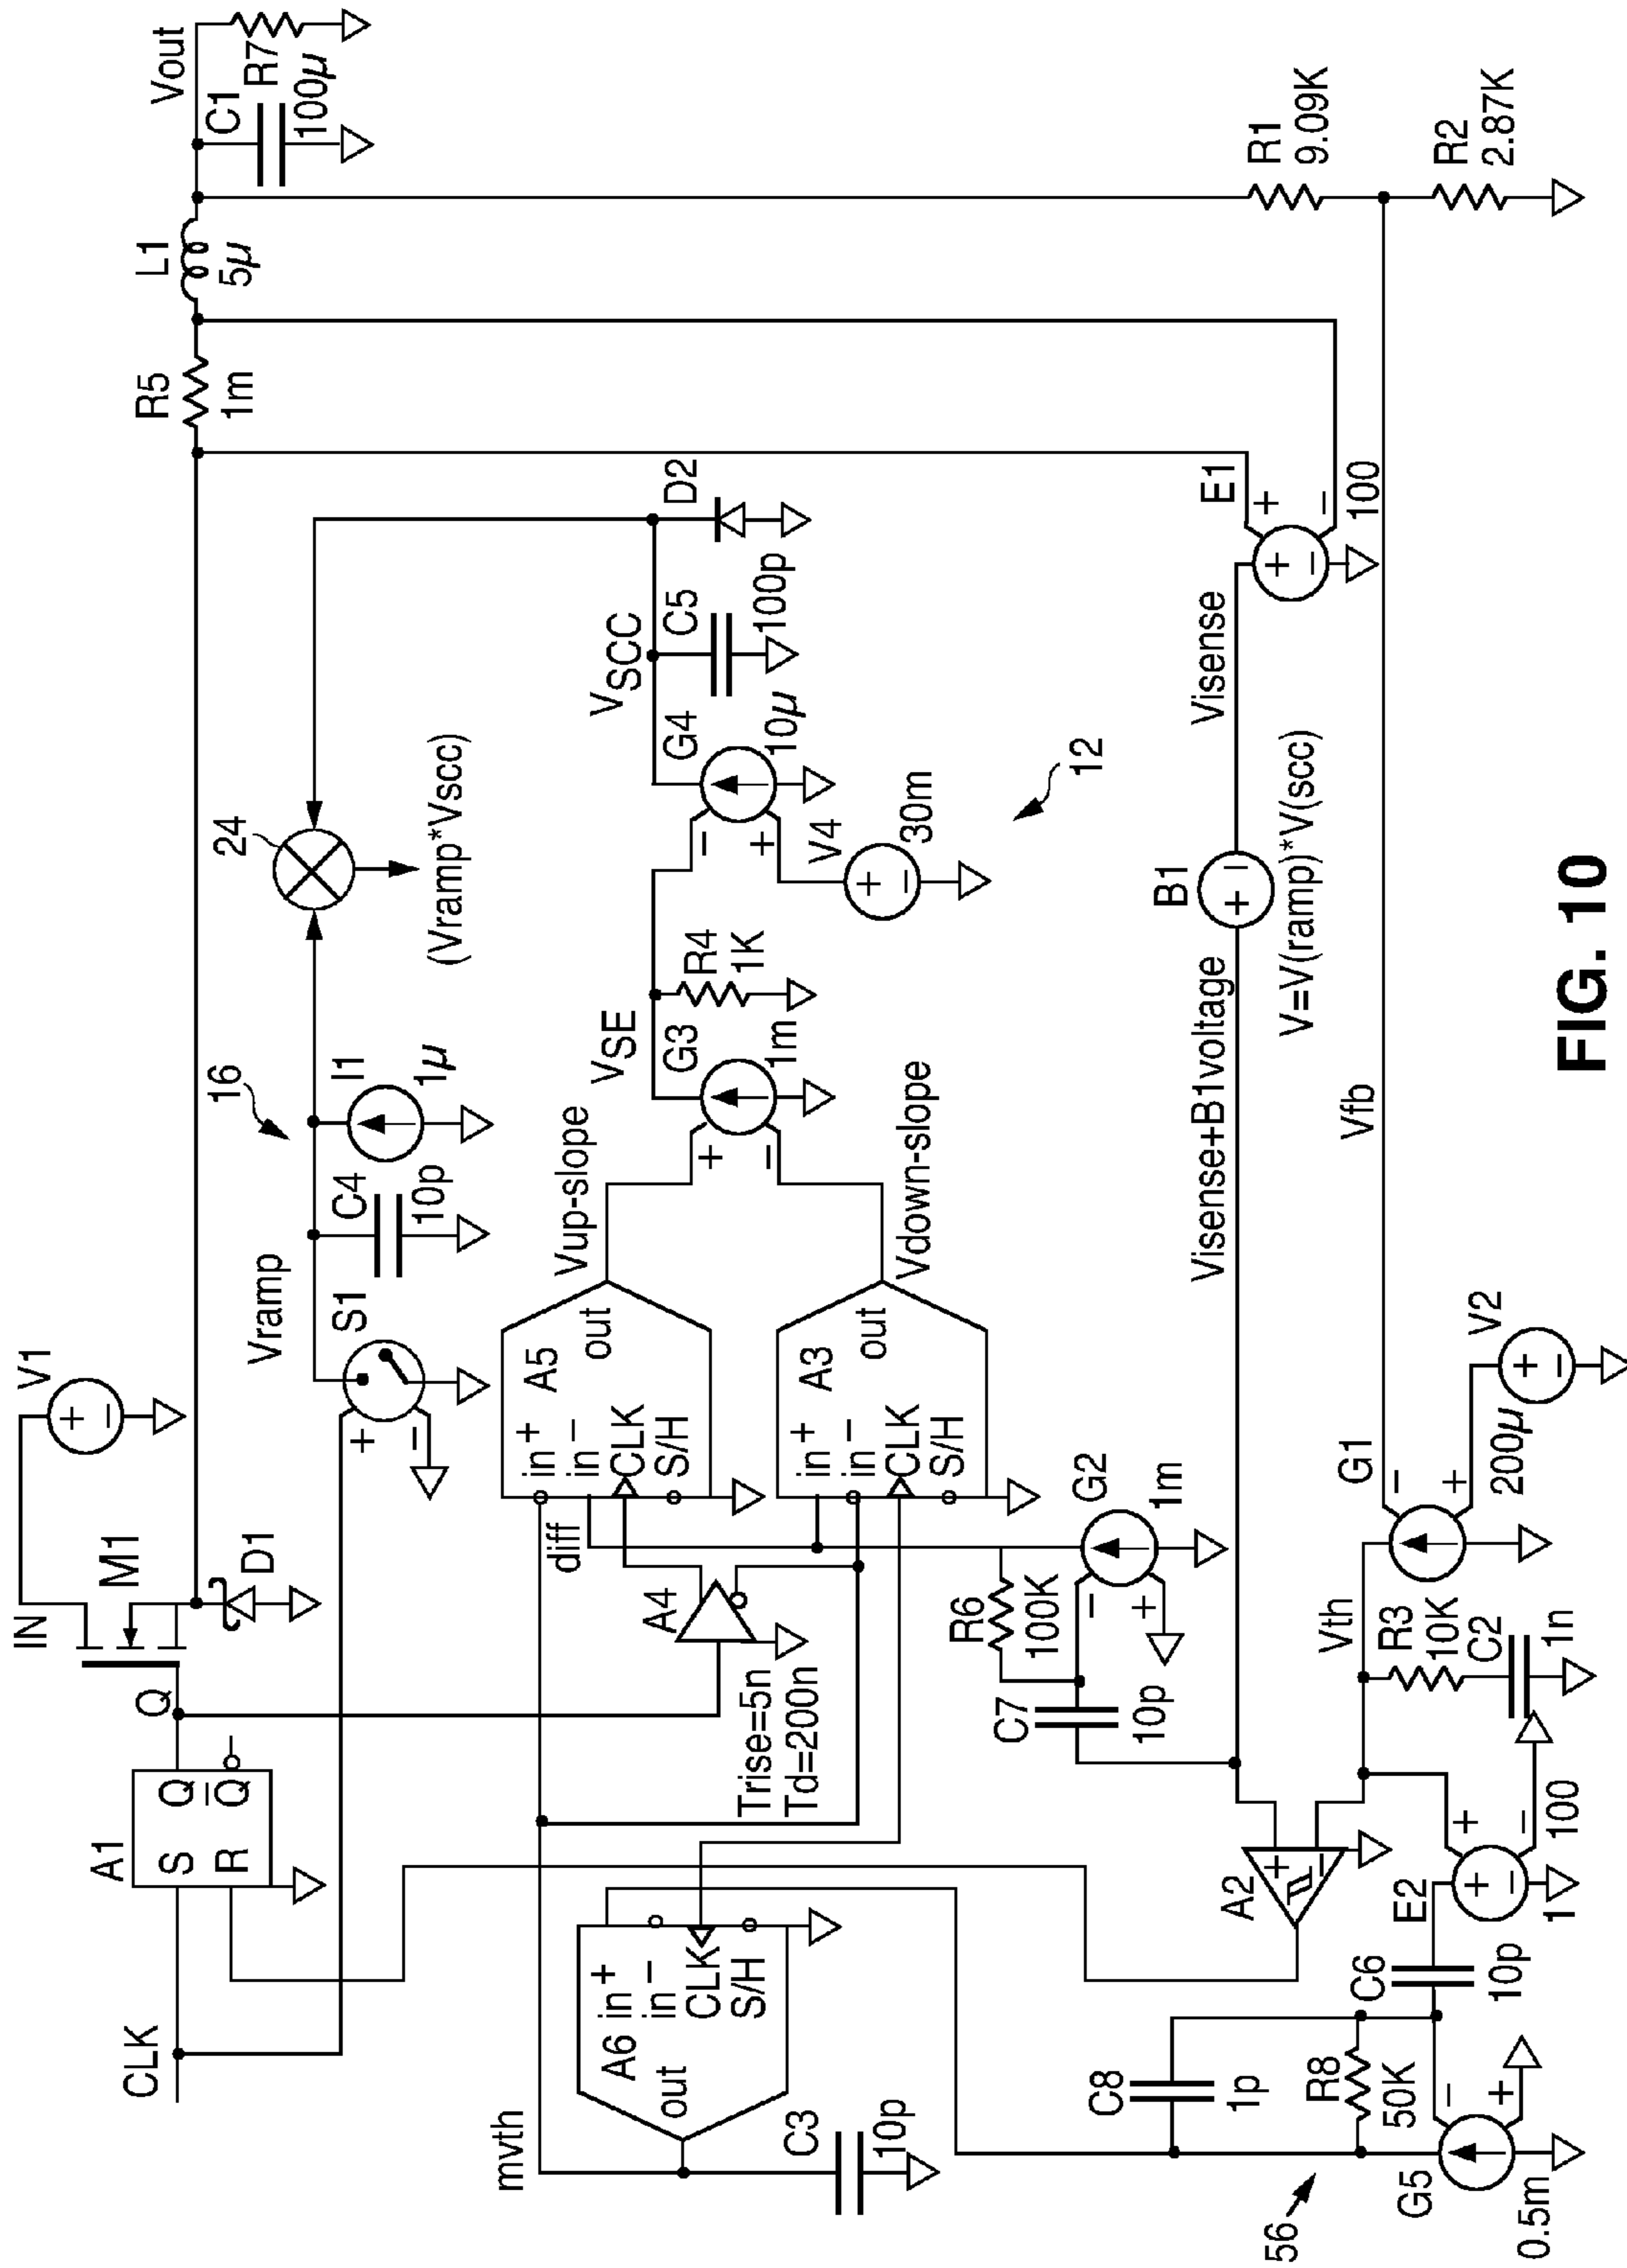 CLK
A1
S Q
R Q̅
Q
IN
M1
D1
V1
+
−
Vramp
S1
+
−
C4
10p
16
I1
1µ
24
(Vramp*Vscc)
R5
1m
L1
5µ
Vout
C1
100µ
R7
mvth
A6
in+
in−
CLK
S/H
out
C3
10p
Trise=5n
Td=200n
A4
diff
A5
in+
in−
CLK
S/H
out
Vup-slope
A3
in+
in−
CLK
S/H
out
Vdown-slope
VSE
G3
+
−
1m
R4
1K
VSCC
G4
−
+
10µ
V4
+
−
30m
C5
100p
D2
12
C7
10p
R6
100K
G2
−
+
1m
Visense+B1voltage
B1
+ −
V=V(ramp)*V(scc)
Visense
E1
+
−
+
−
100
R1
9.09K
R2
2.87K
Vfb
A2
+
−
Vth
R3
10K
C2
1n
G1
−
+
200µ
V2
+
−
E2
+
−
+
−
1
100
C6
10p
C8
1p
R8
50K
G5
−
+
0.5m
56
FIG. 10